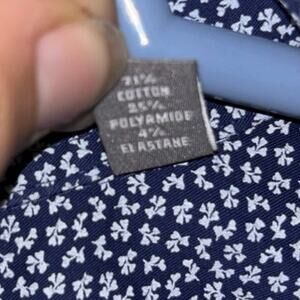 71%
COTTON
25%
POLYAMIDE
4%
ELASTANE